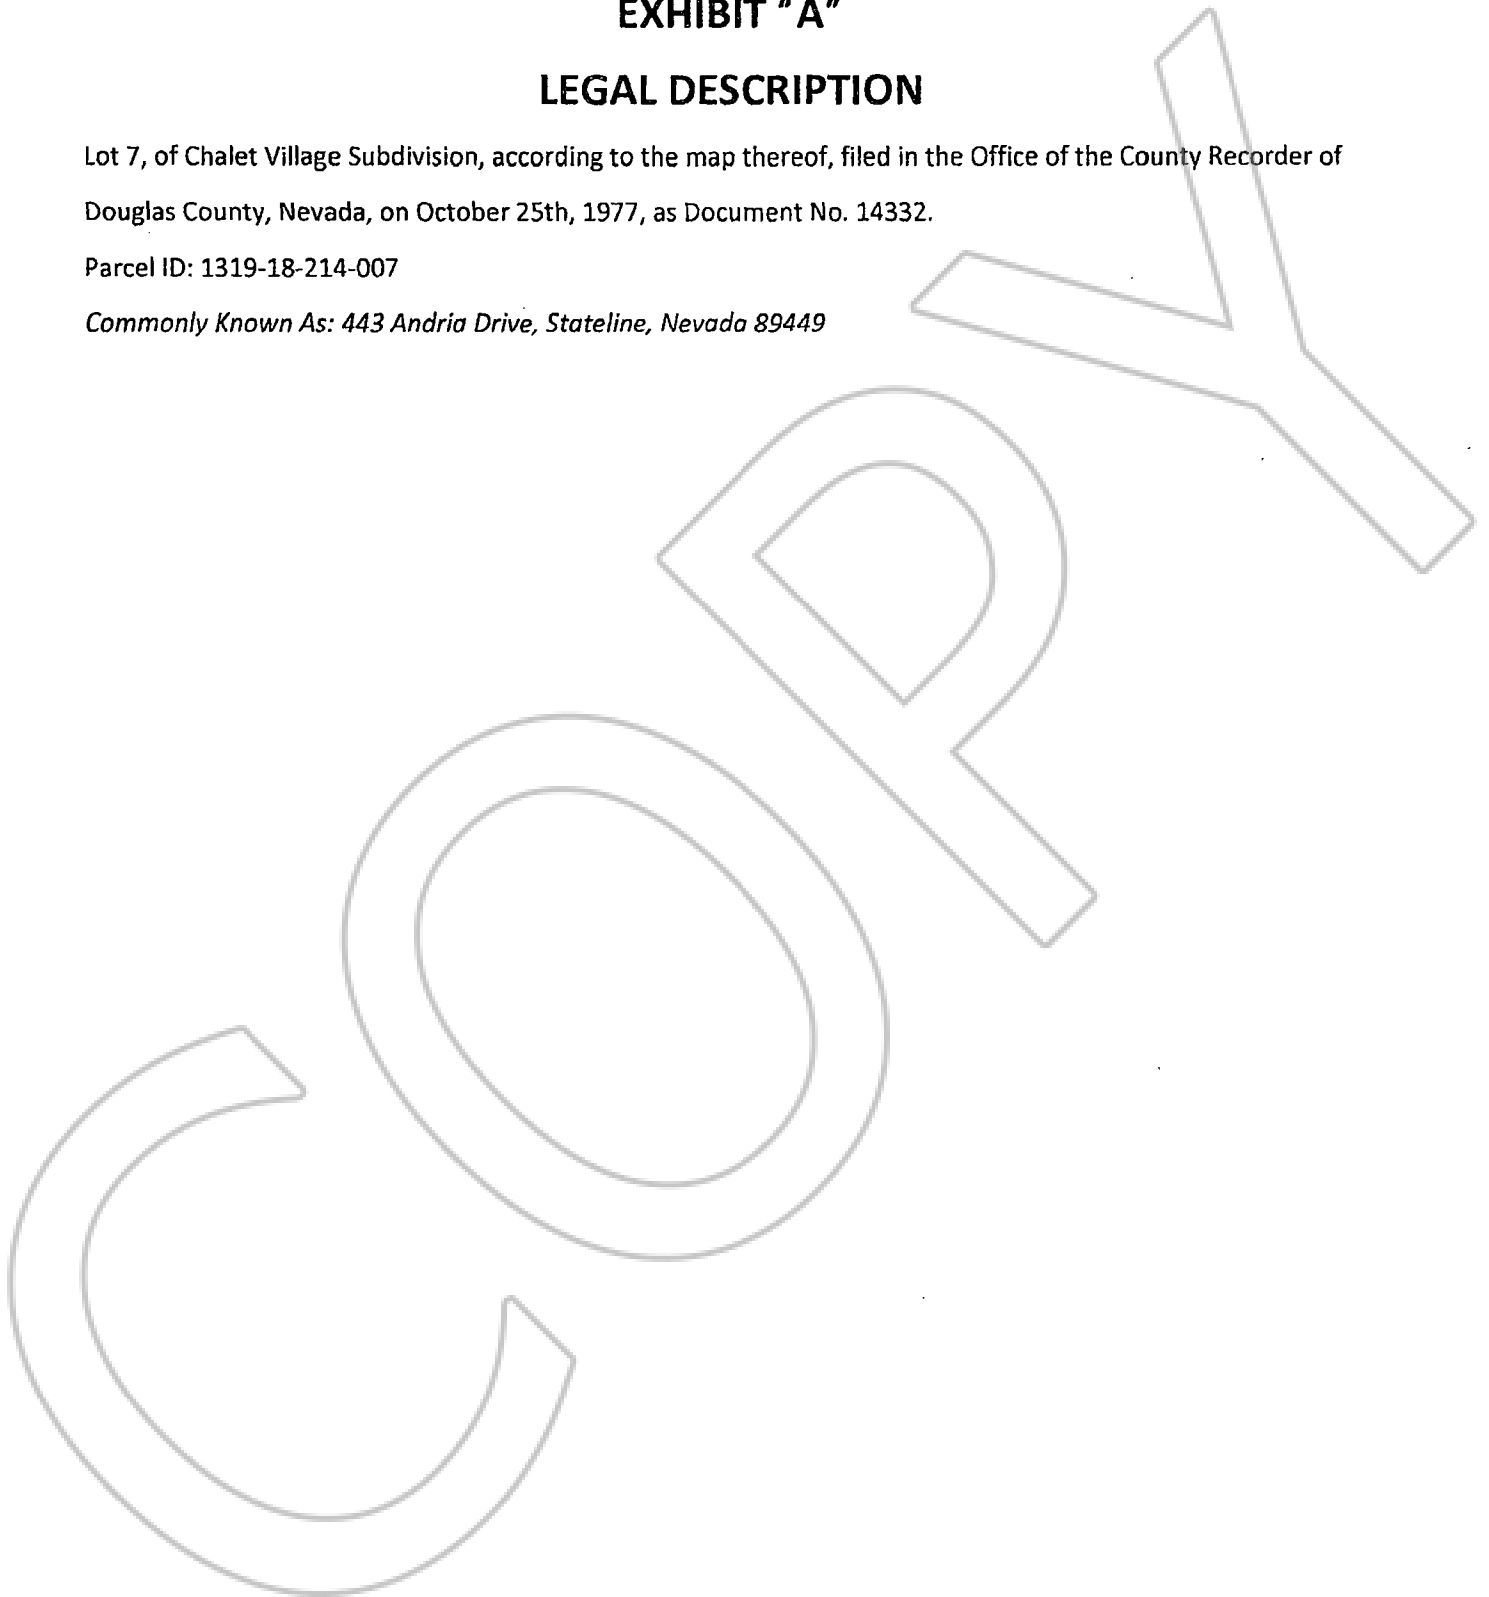 EXHIBIT "A"
LEGAL DESCRIPTION
Lot 7, of Chalet Village Subdivision, according to the map thereof, filed in the Office of the County Recorder of
Douglas County, Nevada, on October 25th, 1977, as Document No. 14332.
Parcel ID: 1319-18-214-007
Commonly Known As: 443 Andria Drive, Stateline, Nevada 89449
COPY